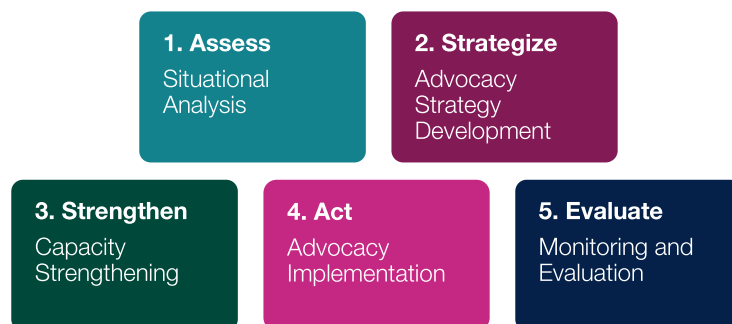 1. Assess
Situational
Analysis
2. Strategize
Advocacy
Strategy
Development
3. Strengthen
Capacity
Strengthening
4. Act
Advocacy
Implementation
5. Evaluate
Monitoring and
Evaluation